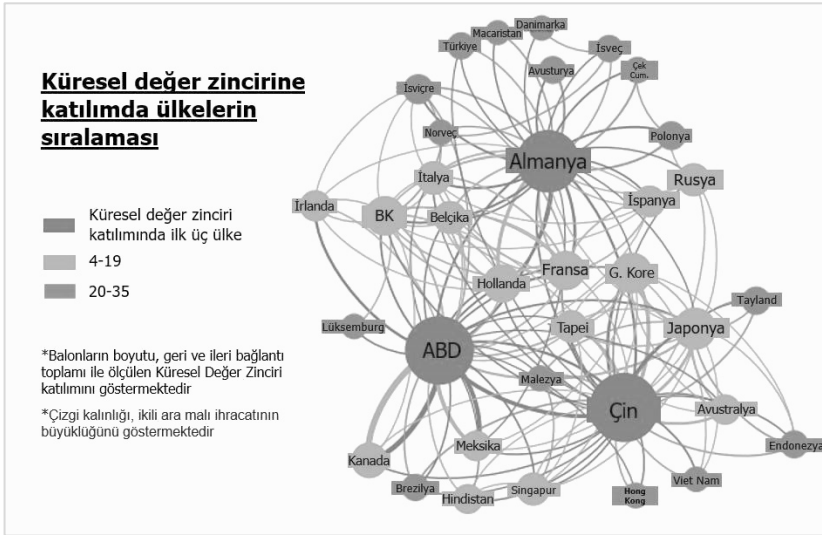 Küresel değer zincirine
katılımda ülkelerin
sıralaması
Küresel değer zinciri
katılımında ilk üç ülke
4-19
20-35
*Balonların boyutu, geri ve ileri bağlantı
toplamı ile ölçülen Küresel Değer Zinciri
katılımını göstermektedir
*Çizgi kalınlığı, ikili ara malı ihracatının
büyüklüğünü göstermektedir
Danimarka
Macaristan
Türkiye
İsveç
Avusturya
Çek
Cum.
İsviçre
Norveç
Polonya
Almanya
İtalya
Rusya
İrlanda
BK
Belçika
İspanya
Hollanda
Fransa
G. Kore
Tayland
Lüksemburg
Tapei
Japonya
ABD
Malezya
Çin
Avustralya
Meksika
Endonezya
Kanada
Viet Nam
Brezilya
Hindistan
Singapur
Hong
Kong